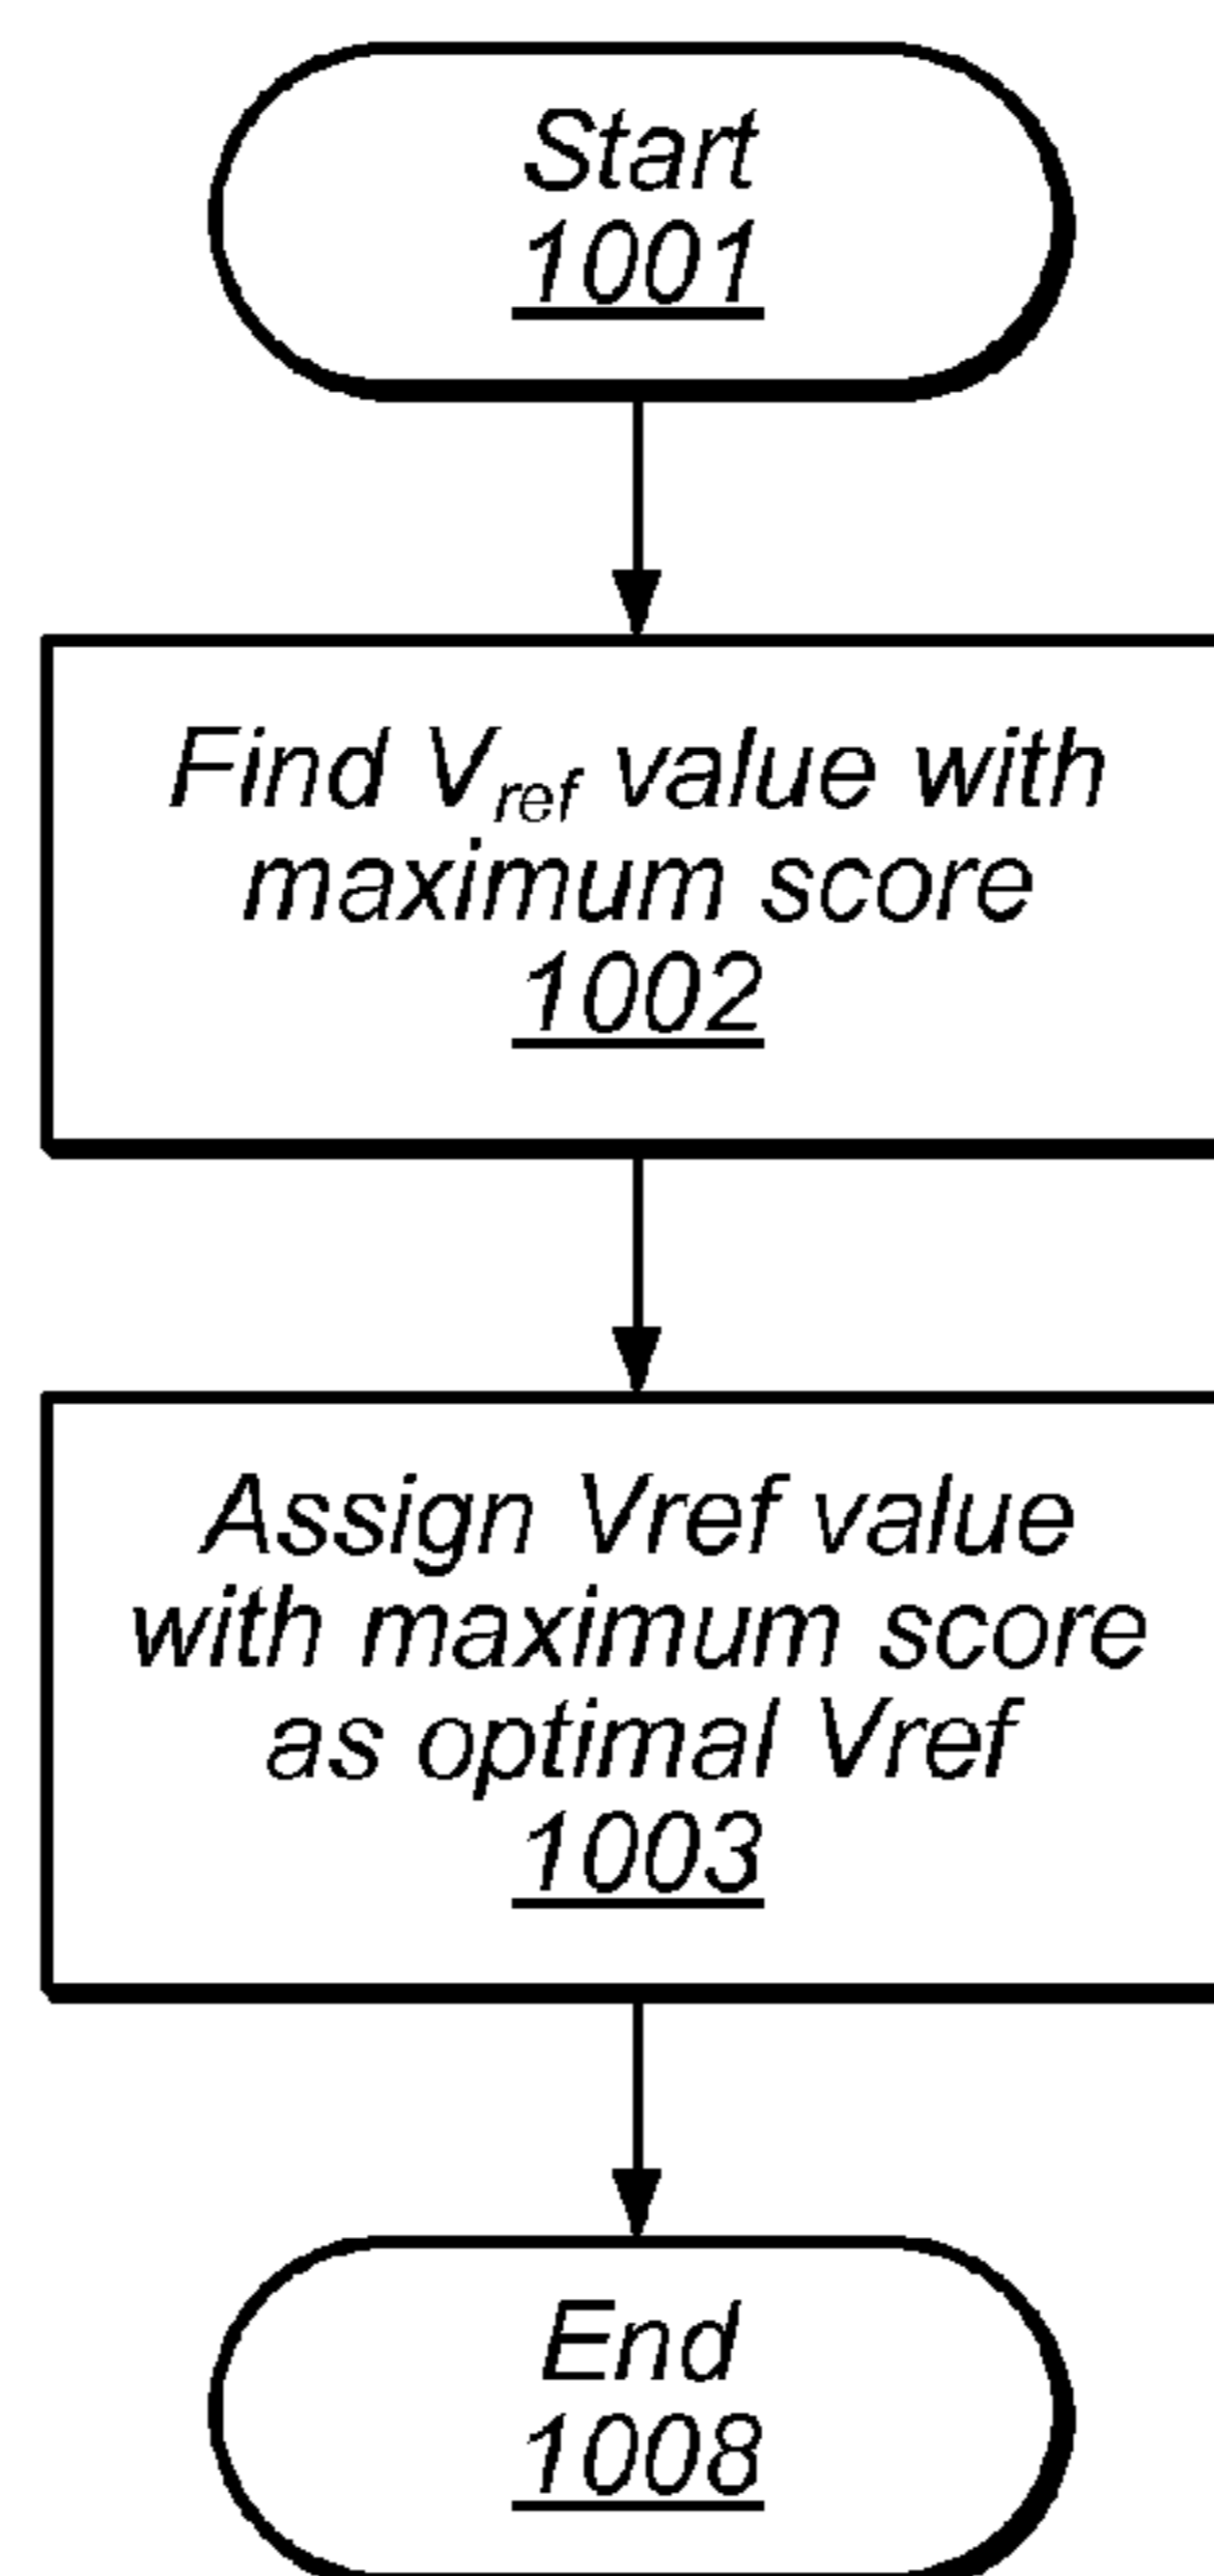 Start
1001
Find Vref value with
maximum score
1002
Assign Vref value
with maximum score
as optimal Vref
1003
End
1008